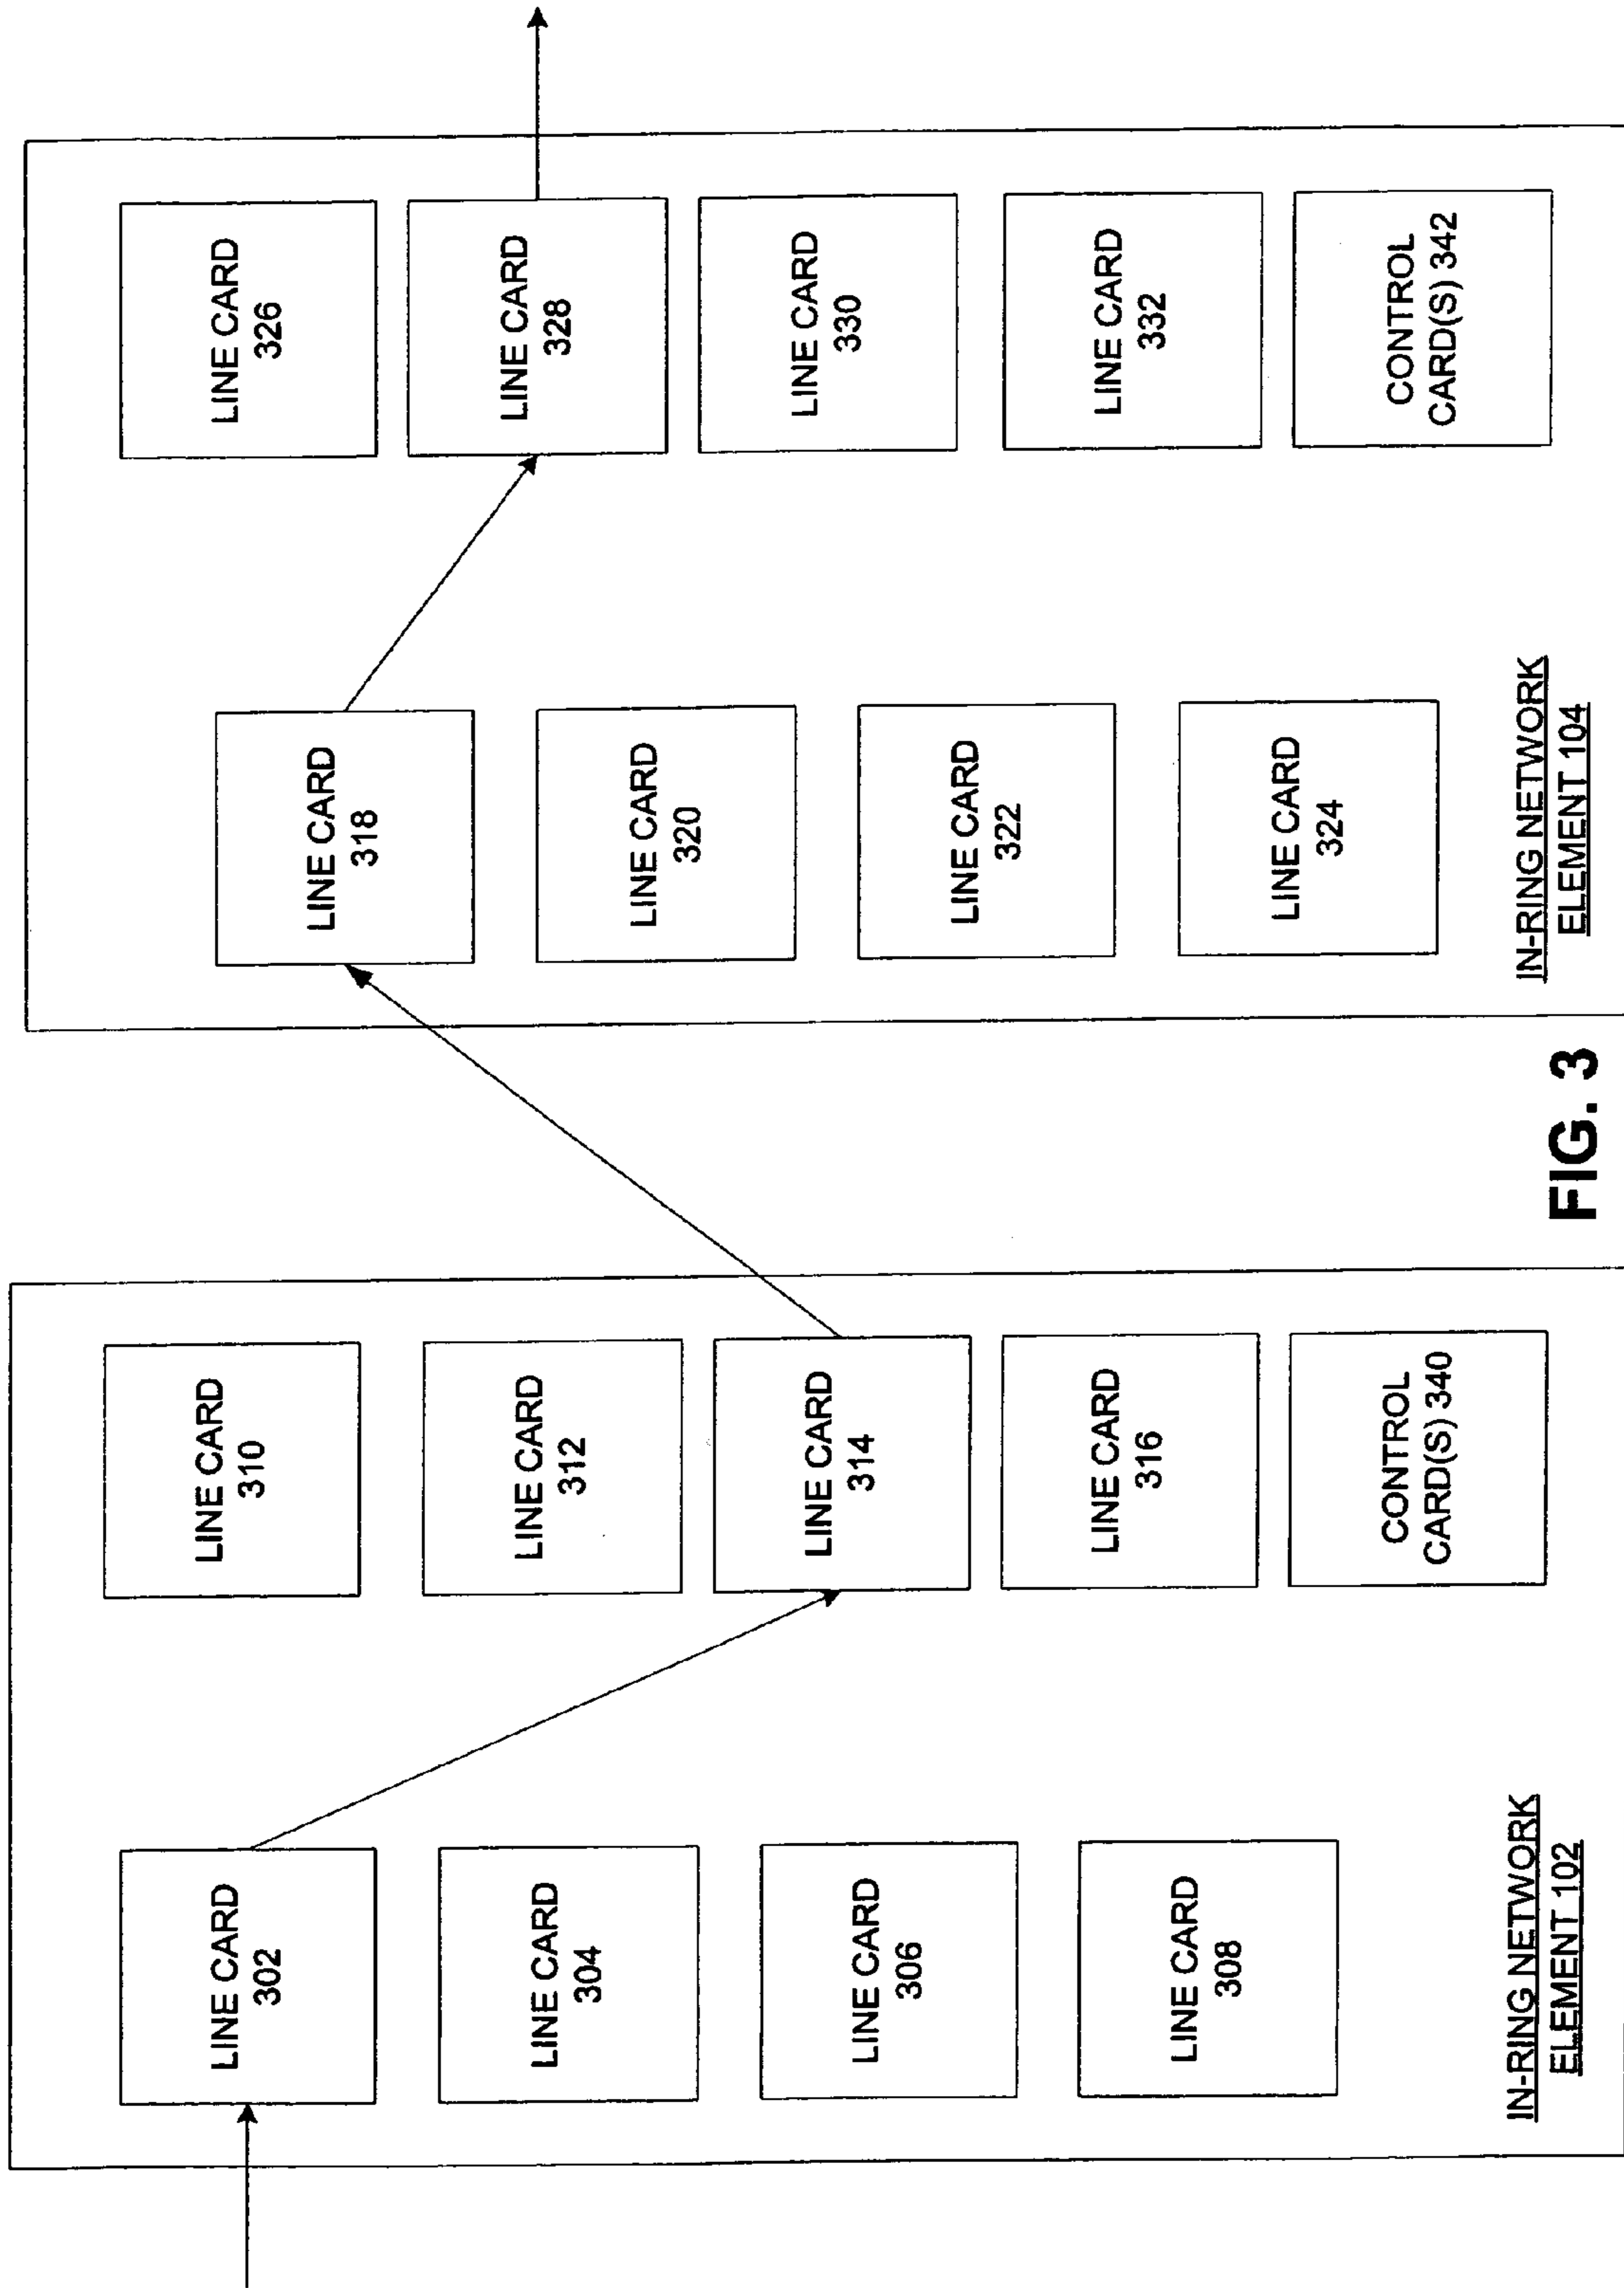 LINE CARD
302
LINE CARD
304
LINE CARD
306
LINE CARD
308
LINE CARD
310
LINE CARD
312
LINE CARD
314
LINE CARD
316
CONTROL
CARD(S) 340
IN-RING NETWORK
ELEMENT 102
LINE CARD
318
LINE CARD
320
LINE CARD
322
LINE CARD
324
LINE CARD
326
LINE CARD
328
LINE CARD
330
LINE CARD
332
CONTROL
CARD(S) 342
IN-RING NETWORK
ELEMENT 104
FIG. 3